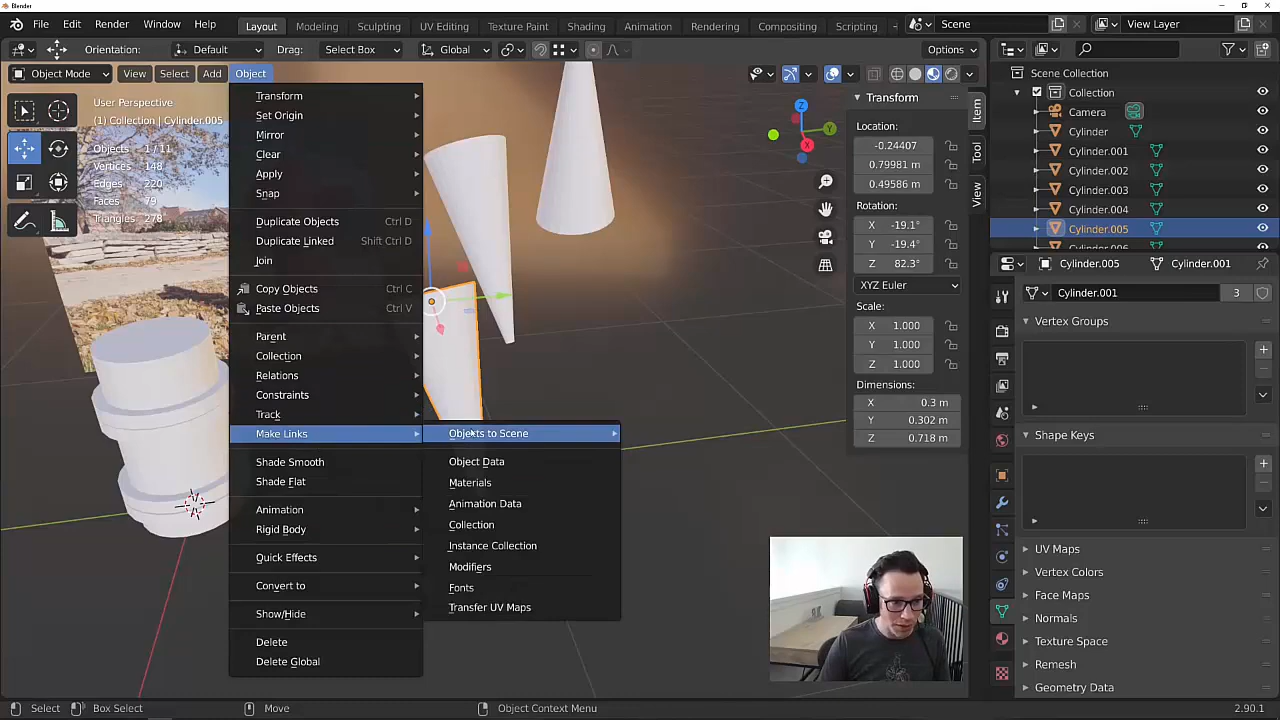 Blender
File Edit Render Window Help
Layout Modeling Sculpting UV Editing Texture Paint Shading Animation Rendering Compositing Scripting
Scene
View Layer
Orientation: Default Drag: Select Box Global
Options
Object Mode View Select Add Object
User Perspective
(1) Collection | Cylinder.005
Objects 1/11
Vertices 148
Edges 220
Faces 79
Triangles 278
Transform
Set Origin
Mirror
Clear
Apply
Snap
Duplicate Objects Ctrl D
Duplicate Linked Shift Ctrl D
Join
Copy Objects Ctrl C
Paste Objects Ctrl V
Parent
Collection
Relations
Constraints
Track
Make Links
Shade Smooth
Shade Flat
Animation
Rigid Body
Quick Effects
Convert to
Show/Hide
Delete
Delete Global
Objects to Scene
Object Data
Materials
Animation Data
Collection
Instance Collection
Modifiers
Fonts
Transfer UV Maps
Z
Y
X
Transform
Location:
-0.24407
0.79981
0.49586
Rotation:
X -19.1°
Y -19.4°
Z 82.3°
XYZ Euler
Scale:
X 1.000
Y 1.000
Z 1.000
Dimensions:
X 0.3 m
Y 0.302 m
Z 0.718 m
Item
Tool
View
Scene Collection
Collection
Camera
Cylinder
Cylinder.001
Cylinder.002
Cylinder.003
Cylinder.004
Cylinder.005
Cylinder.006
Cylinder.005 Cylinder.001
Cylinder.001 3
Vertex Groups
Shape Keys
UV Maps
Vertex Colors
Face Maps
Normals
Texture Space
Remesh
Geometry Data
Select Box Select Move Object Context Menu 2.90.1